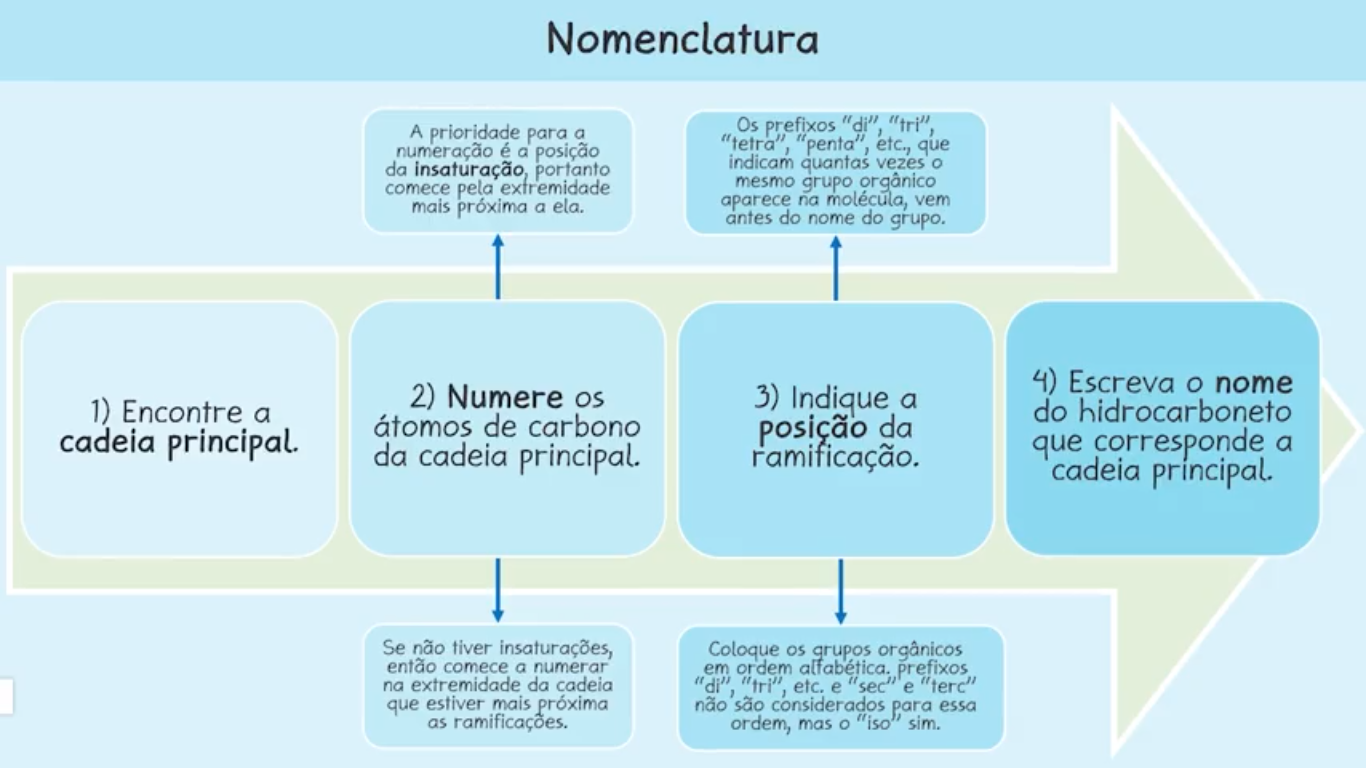 Nomenclatura
A prioridade para a
numeração é a posição
da insaturação, portanto
comece pela extremidade
mais próxima a ela.
Os prefixos “di”, “tri”,
“tetra”, “penta”, etc., que
indicam quantas vezes o
mesmo grupo orgânico
aparece na molécula, vem
antes do nome do grupo.
1) Encontre a
cadeia principal.
2) Numere os
átomos de carbono
da cadeia principal.
3) Indique a
posição da
ramificação.
4) Escreva o nome
do hidrocarboneto
que corresponde a
cadeia principal.
Se não tiver insaturações,
então comece a numerar
na extremidade da cadeia
que estiver mais próxima
as ramificações.
Coloque os grupos orgânicos
em ordem alfabética. prefixos
“di”, “tri”, etc. e “sec” e “terc”
não são considerados para essa
ordem, mas o “iso” sim.